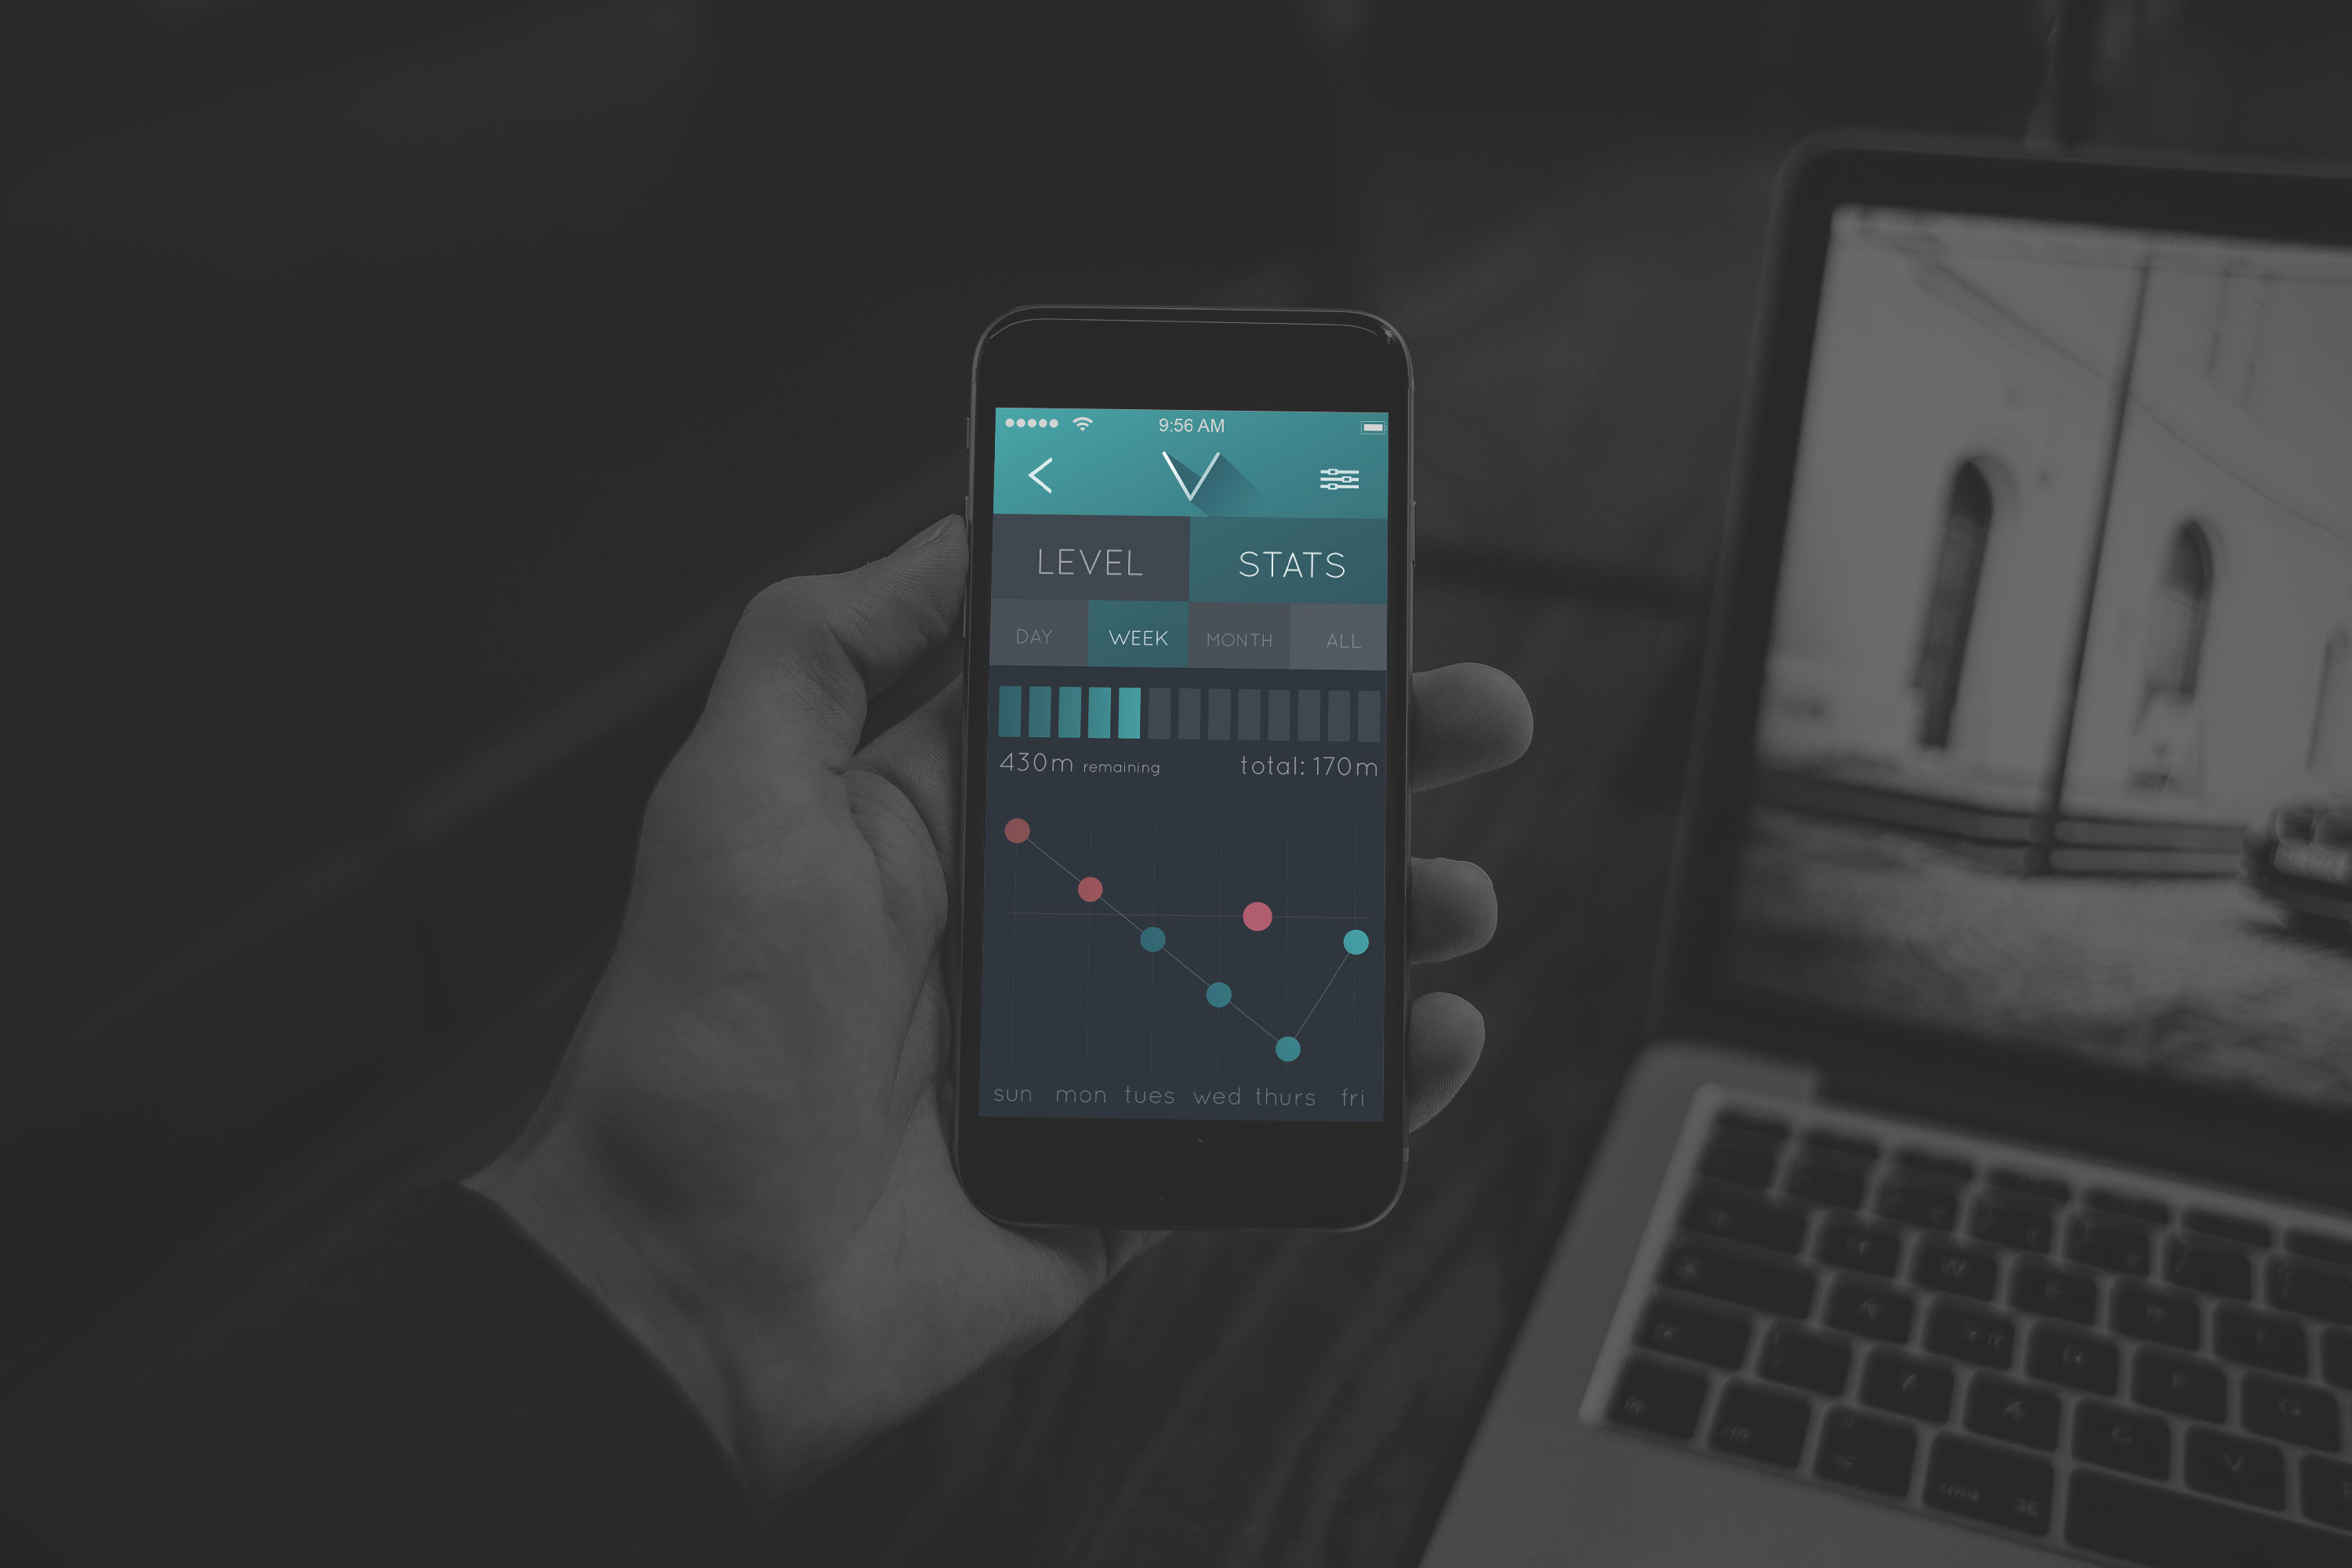 9:56 AM
LEVEL STATS
DAY WEEK MONTH ALL
430m remaining total: 170m
sun mon tues wed thurs fri
cmd